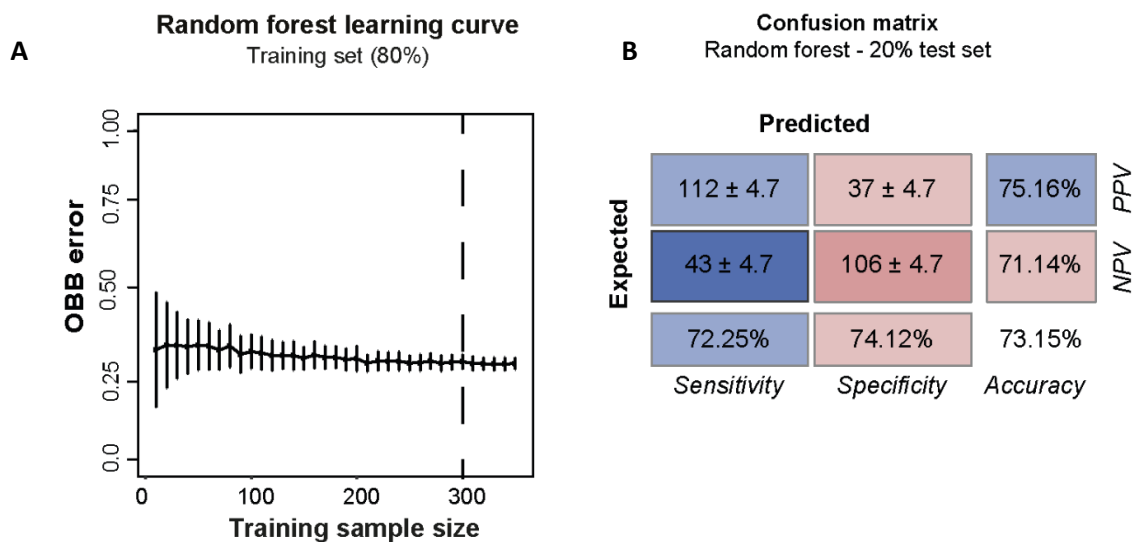 A
Random forest learning curve
Training set (80%)
OBB error
1.00
0.75
0.50
0.25
0.0
0 100 200 300
Training sample size
B
Confusion matrix
Random forest - 20% test set
Predicted
Expected
112 ± 4.7 37 ± 4.7 75.16% PPV
43 ± 4.7 106 ± 4.7 71.14% NPV
72.25% 74.12% 73.15%
Sensitivity Specificity Accuracy